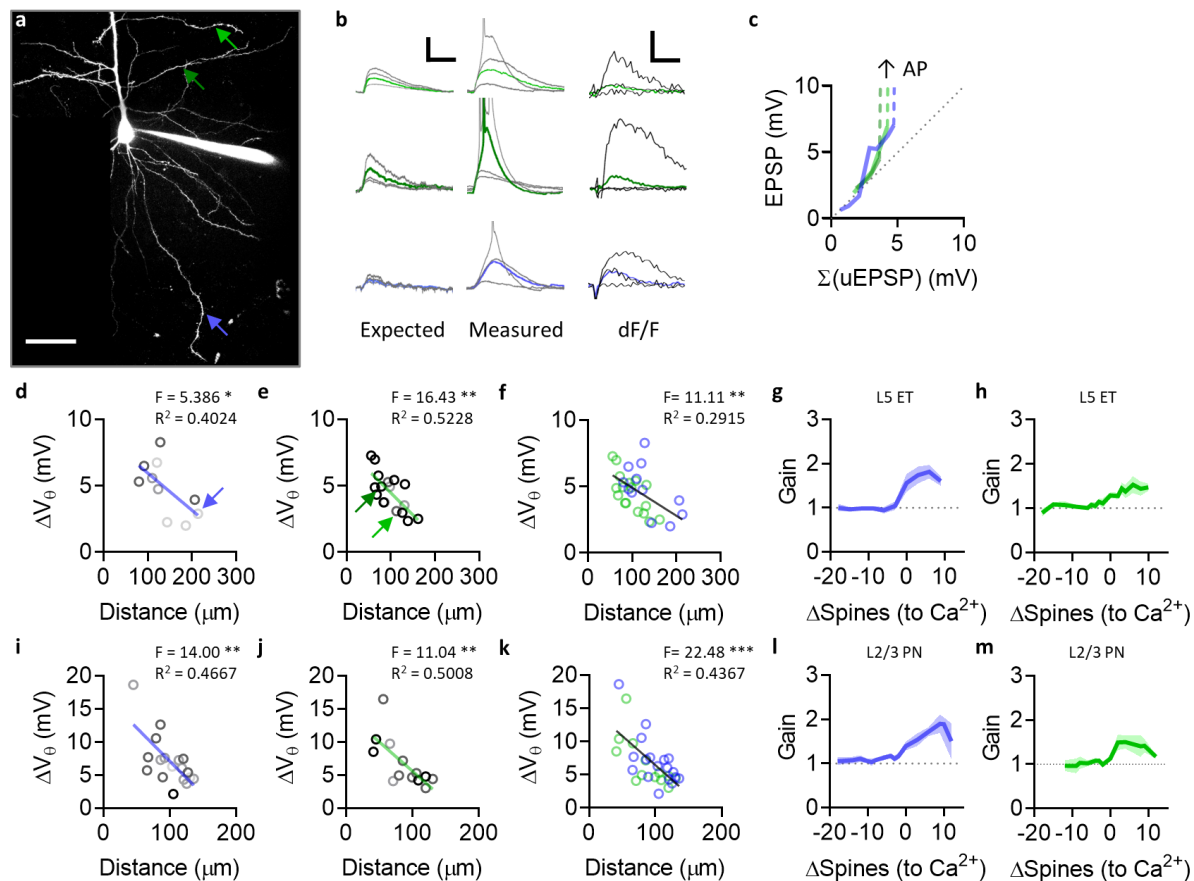 a
b
Expected
Measured
dF/F
c
↑ AP
EPSP (mV)
10
5
0
0
5
10
Σ(uEPSP) (mV)
d
F = 5.386 *
R² = 0.4024
ΔVθ (mV)
10
5
0
0
100
200
300
Distance (μm)
e
F = 16.43 **
R² = 0.5228
ΔVθ (mV)
10
5
0
0
100
200
300
Distance (μm)
f
F = 11.11 **
R² = 0.2915
ΔVθ (mV)
10
5
0
0
100
200
300
Distance (μm)
g
L5 ET
Gain
3
2
1
0
-20
-10
0
10
ΔSpines (to Ca²⁺)
h
L5 ET
Gain
3
2
1
0
-20
-10
0
10
ΔSpines (to Ca²⁺)
i
F = 14.00 **
R² = 0.4667
ΔVθ (mV)
20
15
10
5
0
0
100
200
Distance (μm)
j
F = 11.04 **
R² = 0.5008
ΔVθ (mV)
20
15
10
5
0
0
100
200
Distance (μm)
k
F= 22.48 ***
R² = 0.4367
ΔVθ (mV)
20
15
10
5
0
0
100
200
Distance (μm)
l
L2/3 PN
Gain
3
2
1
0
-20
-10
0
10
ΔSpines (to Ca²⁺)
m
L2/3 PN
Gain
3
2
1
0
-20
-10
0
10
ΔSpines (to Ca²⁺)